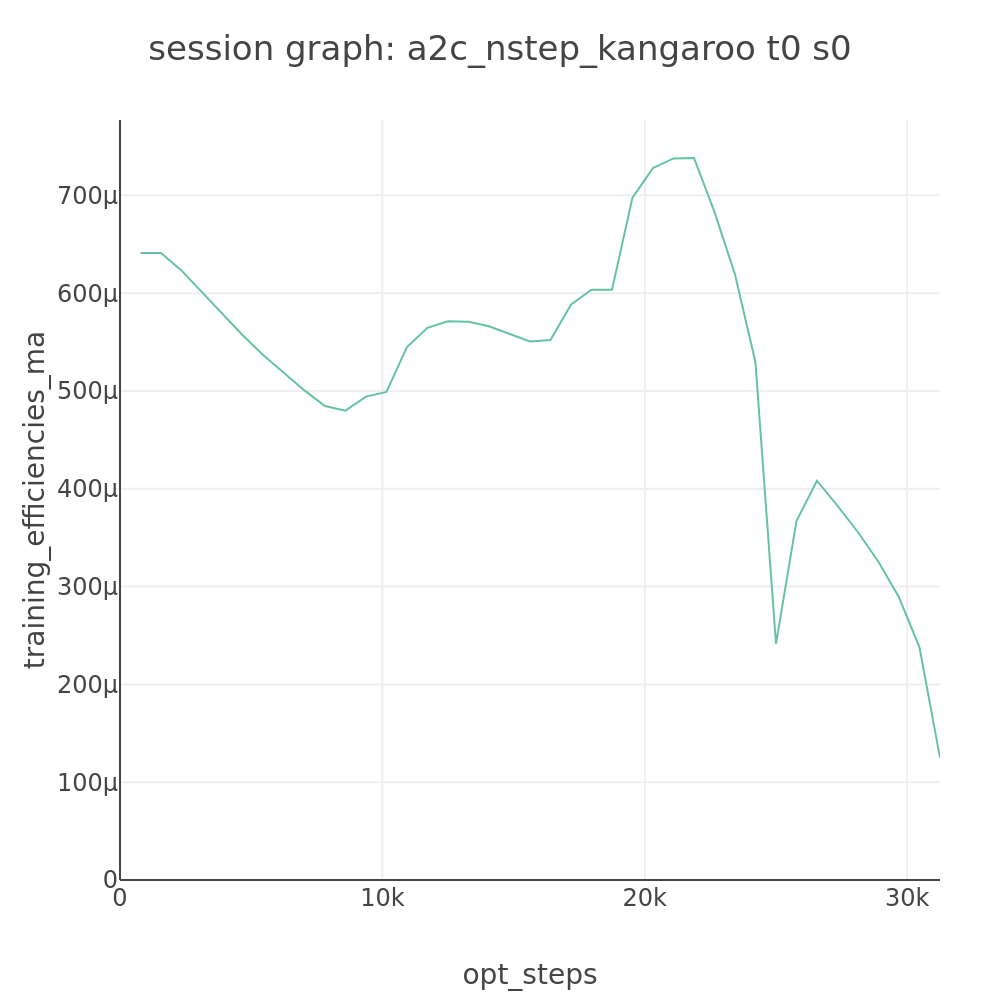 session graph: a2c_nstep_kangaroo t0 s0
training_efficiencies_ma
700µ
600µ
500µ
400µ
300µ
200µ
100µ
0
0
10k
20k
30k
opt_steps